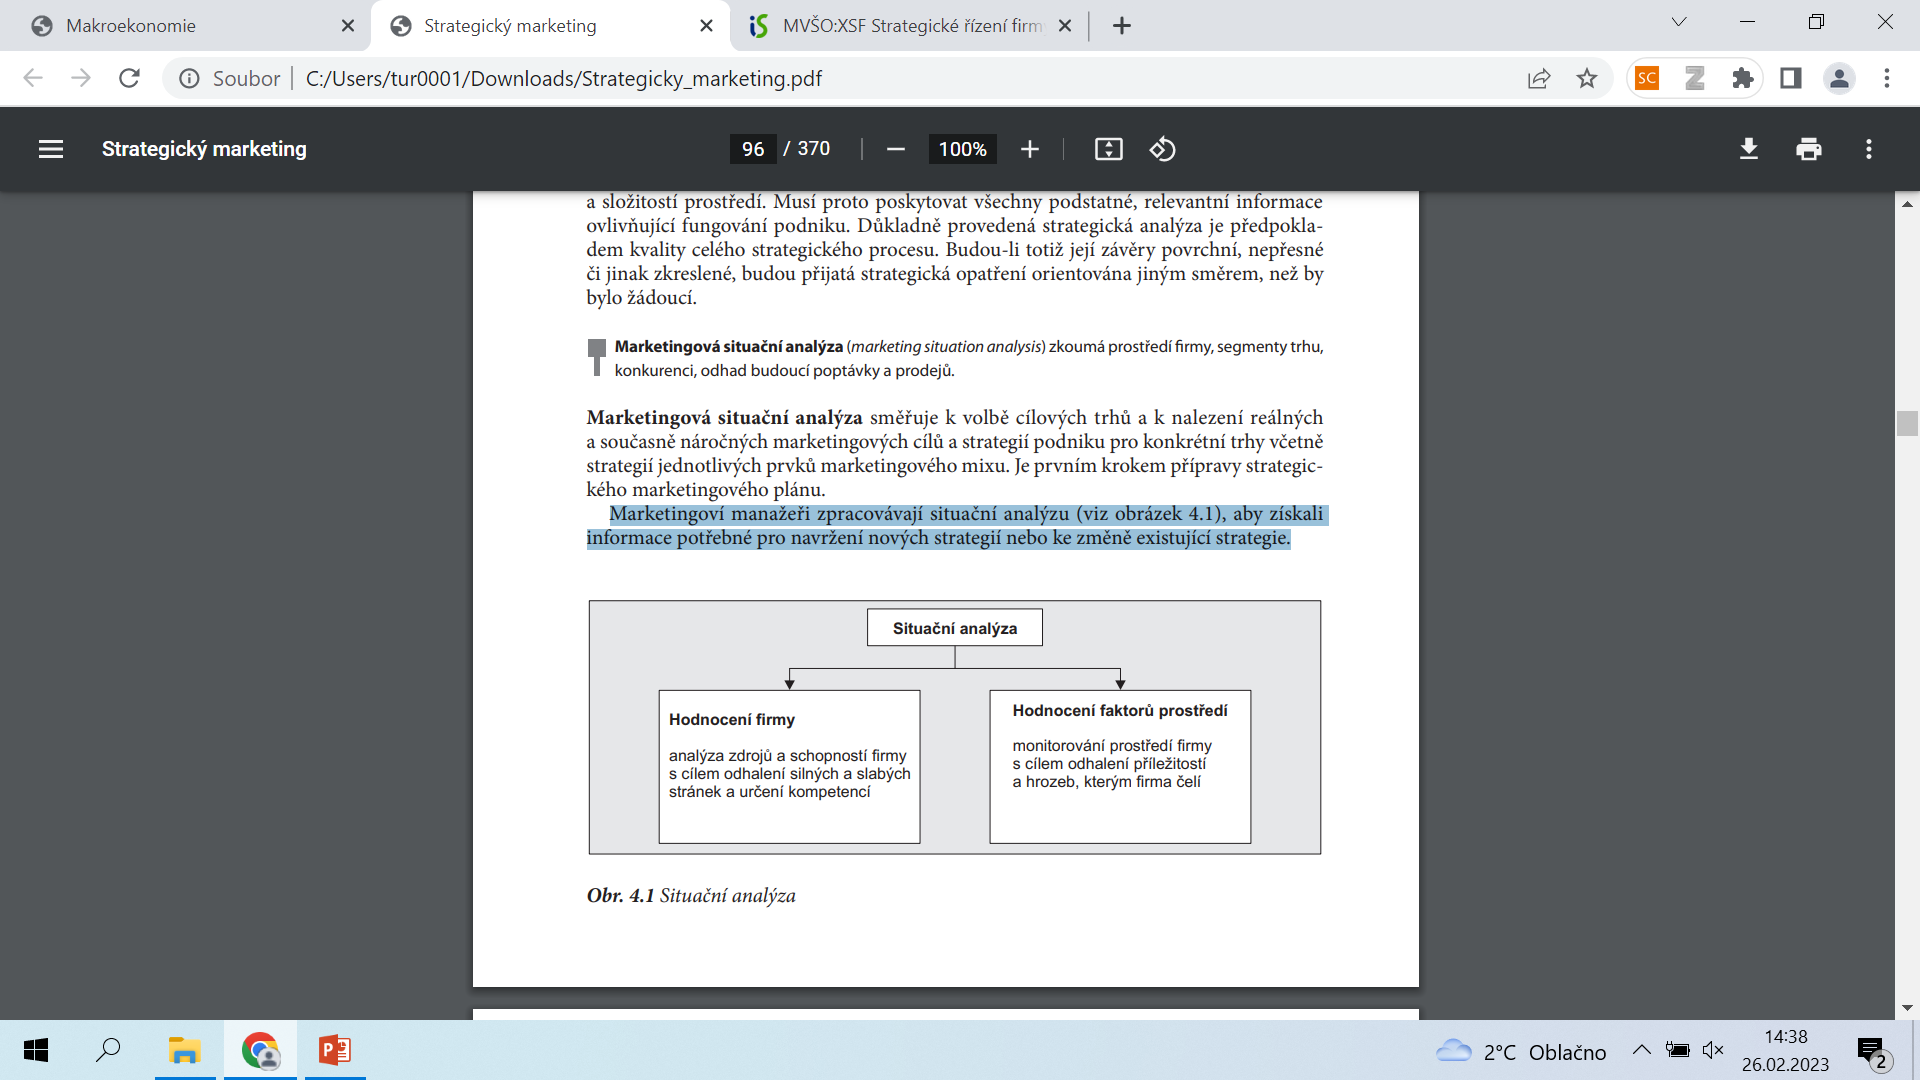 Makroekonomie
Strategický marketing
MVŠO:XSF Strategické řízení firm
Soubor
C:/Users/tur0001/Downloads/Strategicky_marketing.pdf
SC
Z
Strategický marketing
96 / 370
100%
a složitostí prostředí. Musí proto poskytovat všechny podstatné, relevantní informace
ovlivňující fungování podniku. Důkladně provedená strategická analýza je předpokla-
dem kvality celého strategického procesu. Budou-li totiž její závěry povrchní, nepřesné
či jinak zkreslené, budou přijatá strategická opatření orientována jiným směrem, než by
bylo žádoucí.
Marketingová situační analýza (marketing situation analysis) zkoumá prostředí firmy, segmenty trhu,
konkurenci, odhad budoucí poptávky a prodejů.
Marketingová situační analýza směřuje k volbě cílových trhů a k nalezení reálných
a současně náročných marketingových cílů a strategií podniku pro konkrétní trhy včetně
strategií jednotlivých prvků marketingového mixu. Je prvním krokem přípravy strategic-
kého marketingového plánu.
Marketingoví manažeři zpracovávají situační analýzu (viz obrázek 4.1), aby získali
informace potřebné pro navržení nových strategií nebo ke změně existující strategie.
Situační analýza
Hodnocení firmy
analýza zdrojů a schopností firmy
s cílem odhalení silných a slabých
stránek a určení kompetencí
Hodnocení faktorů prostředí
monitorování prostředí firmy
s cílem odhalení příležitostí
a hrozeb, kterým firma čelí
Obr. 4.1 Situační analýza
P
2°C Oblačno
14:38
26.02.2023
2